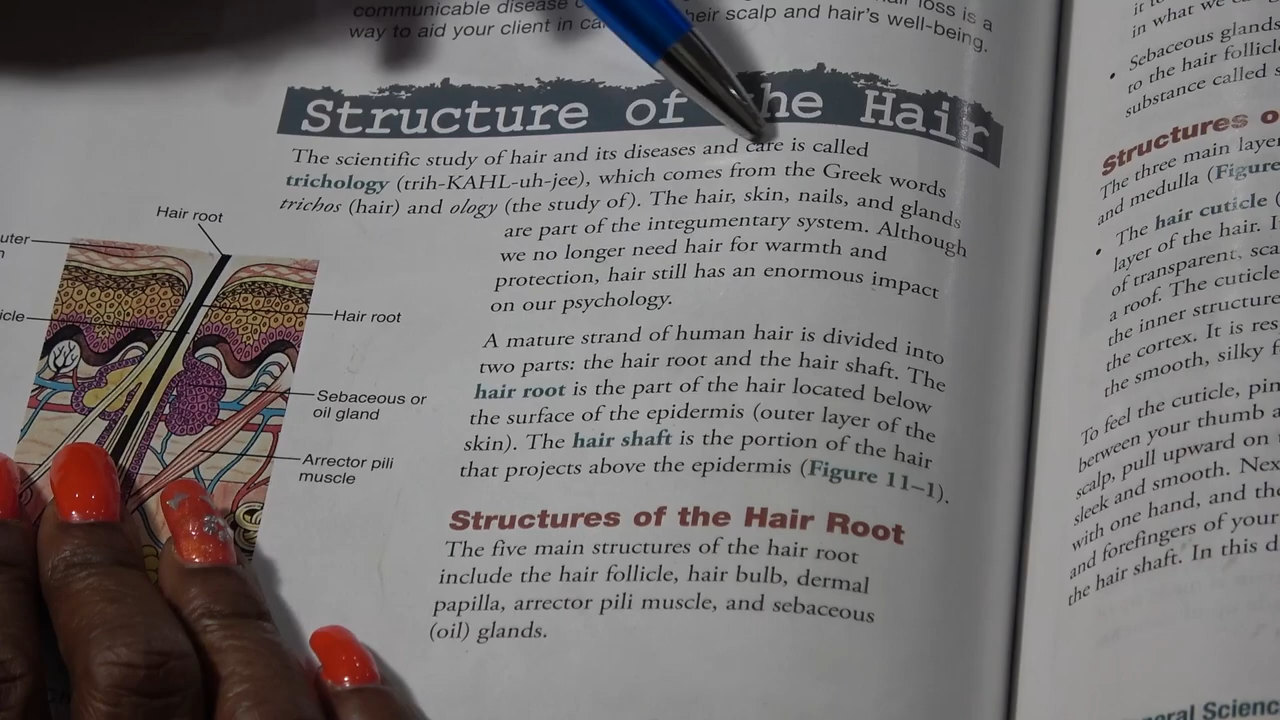 communicable disease
hair loss is a
way to aid your client in
their scalp and hair's well-being.
Structure of the Hair
The scientific study of hair and its diseases and care is called
trichology (trih-KAHL-uh-jee), which comes from the Greek words
trichos (hair) and ology (the study of). The hair, skin, nails, and glands
are part of the integumentary system. Although
we no longer need hair for warmth and
protection, hair still has an enormous impact
on our psychology.
A mature strand of human hair is divided into
two parts: the hair root and the hair shaft. The
hair root is the part of the hair located below
the surface of the epidermis (outer layer of the
skin). The hair shaft is the portion of the hair
that projects above the epidermis (Figure 11–1).
Structures of the Hair Root
The five main structures of the hair root
include the hair follicle, hair bulb, dermal
papilla, arrector pili muscle, and sebaceous
(oil) glands.
Hair root
Hair root
Sebaceous or
oil gland
Arrector pili
muscle
in what we
• Sebaceous glands
to the hair follicle
substance called
Structures
The three main
and medulla (Figure
• The hair cuticle
layer of the hair.
of transparent,
a roof. The cuticle
the inner structure
the cortex. It is
the smooth, silky
To feel the cuticle,
between your thumb
scalp, pull upward on
sleek and smooth.
with one hand, and
and forefingers of your
the hair shaft. In this